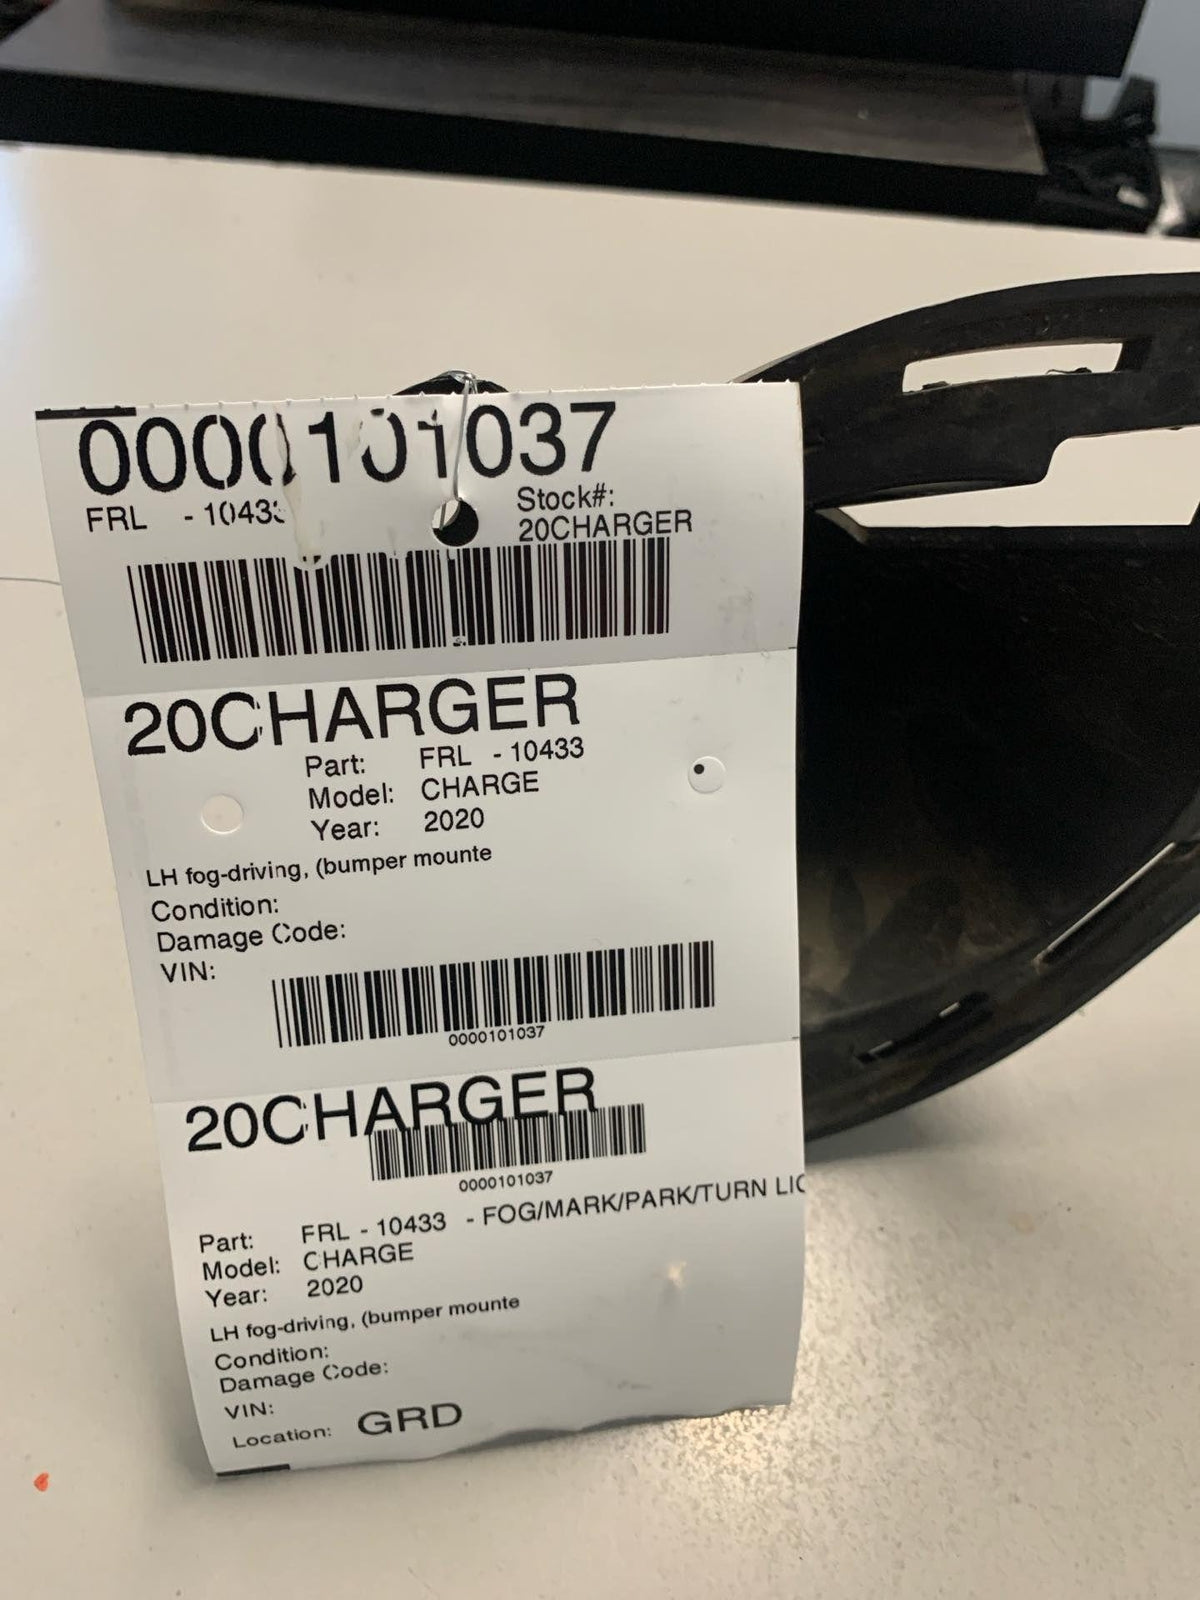 0000101037
FRL - 1043
Stock#:
20CHARGER
20CHARGER
Part: FRL - 10433
Model: CHARGE
Year: 2020
LH fog-driving, (bumper mounte
Condition:
Damage Code:
VIN:
0000101037
20CHARGER
0000101037
Part: FRL - 10433 - FOG/MARK/PARK/TURN LIG
Model: CHARGE
Year: 2020
LH fog-driving, (bumper mounte
Condition:
Damage Code:
VIN:
Location: GRD